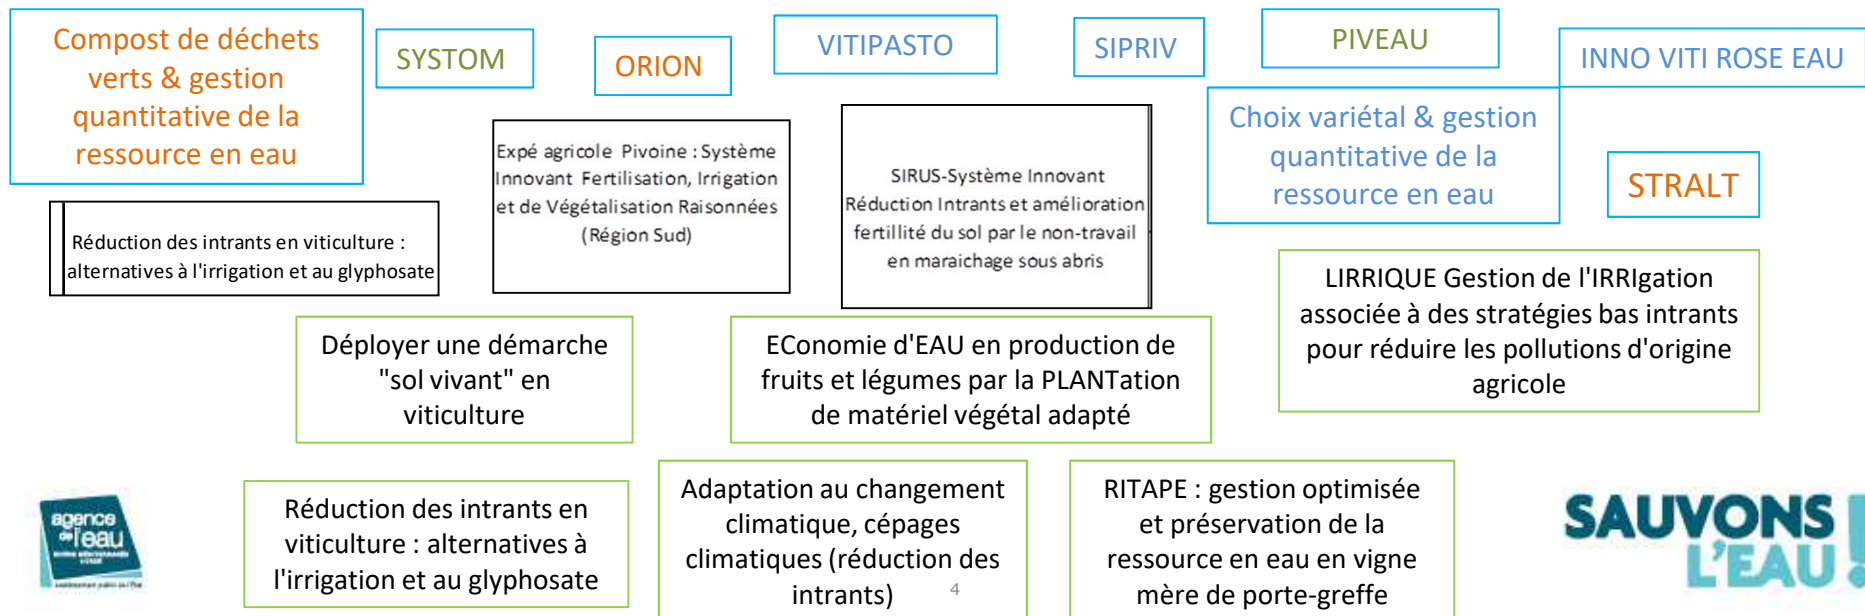 Compost de déchets
verts & gestion
quantitative de la
ressource en eau
SYSTOM
ORION
VITIPASTO
SIPRIV
PIVEAU
INNO VITI ROSE EAU
Choix variétal & gestion
quantitative de la
ressource en eau
STRALT
Réduction des intrants en viticulture :
alternatives à l'irrigation et au glyphosate
Expé agricole Pivoine : Système
Innovant Fertilisation, Irrigation
et de Végétalisation Raisonnées
(Région Sud)
SIRUS-Système Innovant
Réduction Intrants et amélioration
fertillité du sol par le non-travail
en maraichage sous abris
LIRRIQUE Gestion de l'IRRIgation
associée à des stratégies bas intrants
pour réduire les pollutions d'origine
agricole
Déployer une démarche
"sol vivant" en
viticulture
EConomie d'EAU en production de
fruits et légumes par la PLANTation
de matériel végétal adapté
Réduction des intrants en
viticulture : alternatives à
l'irrigation et au glyphosate
Adaptation au changement
climatique, cépages
climatiques (réduction des
intrants)
RITAPE : gestion optimisée
et préservation de la
ressource en eau en vigne
mère de porte-greffe
4
agence
de l'eau
SAUVONS
L'EAU !